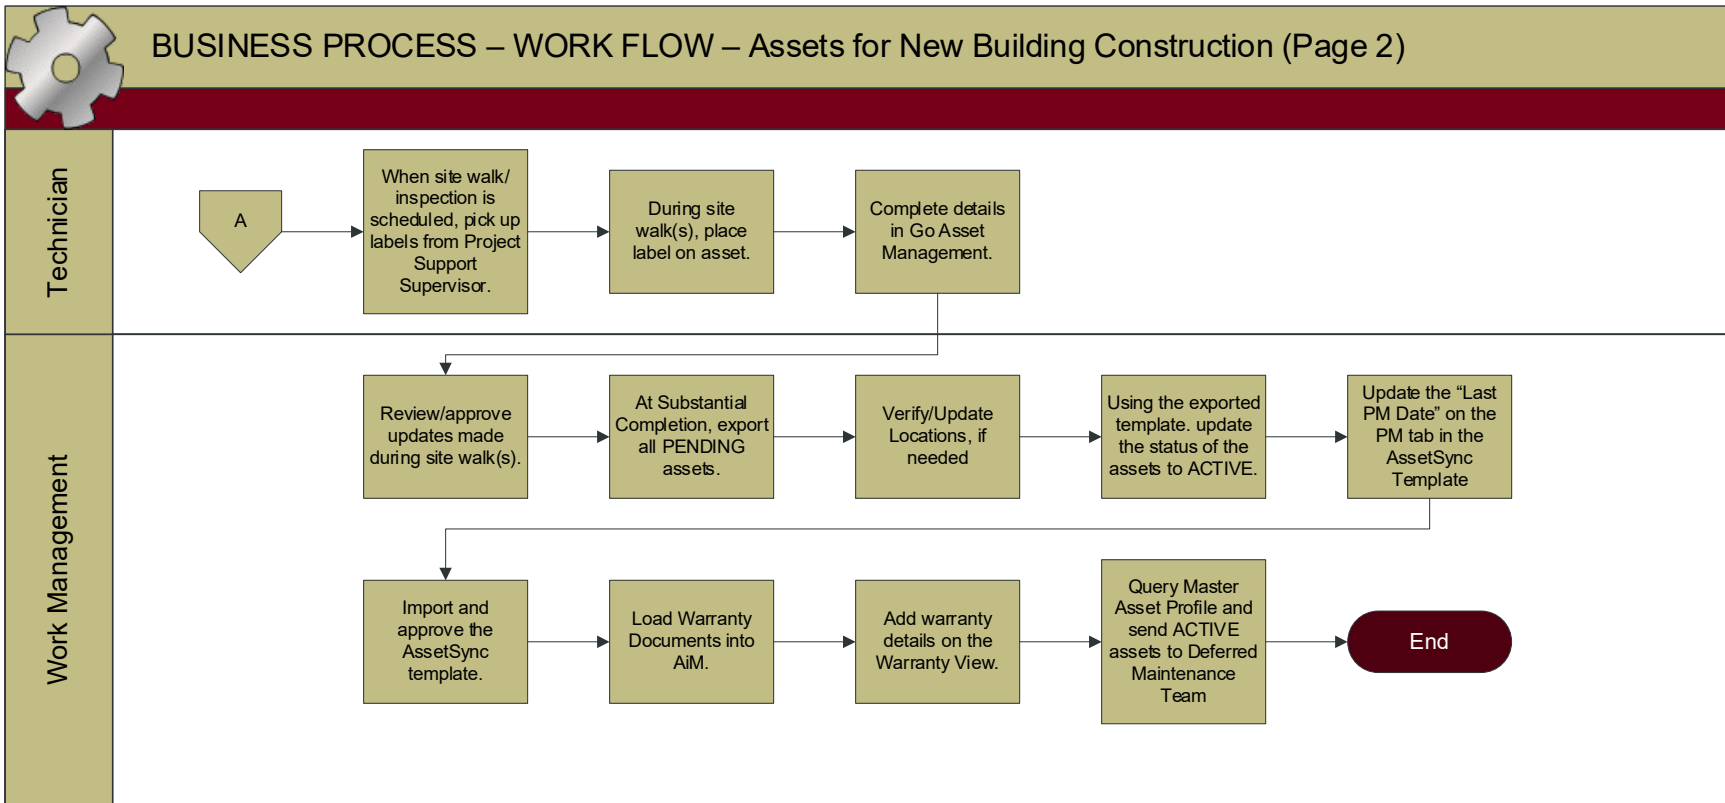 BUSINESS PROCESS – WORK FLOW – Assets for New Building Construction (Page 2)
Technician
A
When site walk/
inspection is
scheduled, pick up
labels from Project
Support
Supervisor.
During site
walk(s), place
label on asset.
Complete details
in Go Asset
Management.
Work Management
Review/approve
updates made
during site walk(s).
At Substantial
Completion, export
all PENDING
assets.
Verify/Update
Locations, if
needed
Using the exported
template. update
the status of the
assets to ACTIVE.
Update the “Last
PM Date” on the
PM tab in the
AssetSync
Template
Import and
approve the
AssetSync
template.
Load Warranty
Documents into
AiM.
Add warranty
details on the
Warranty View.
Query Master
Asset Profile and
send ACTIVE
assets to Deferred
Maintenance
Team
End